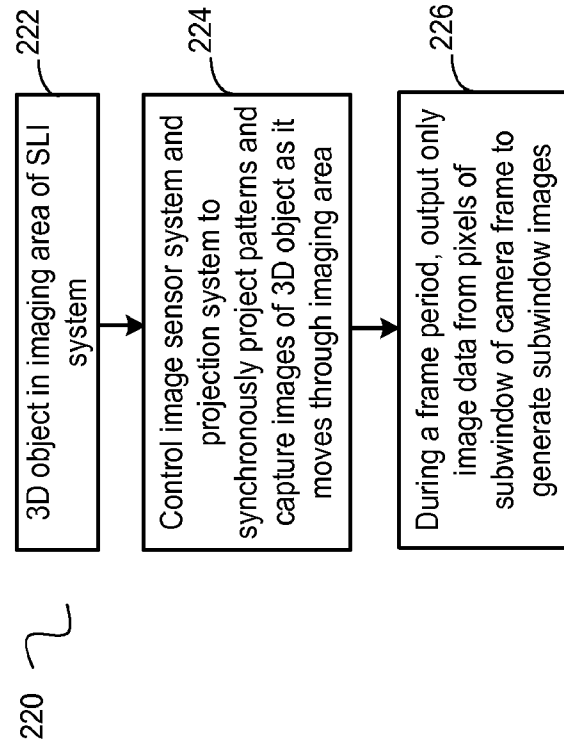 220
222
3D object in imaging area of SLI
system
224
Control image sensor system and
projection system to
synchronously project patterns and
capture images of 3D object as it
moves through imaging area
226
During a frame period, output only
image data from pixels of
subwindow of camera frame to
generate subwindow images